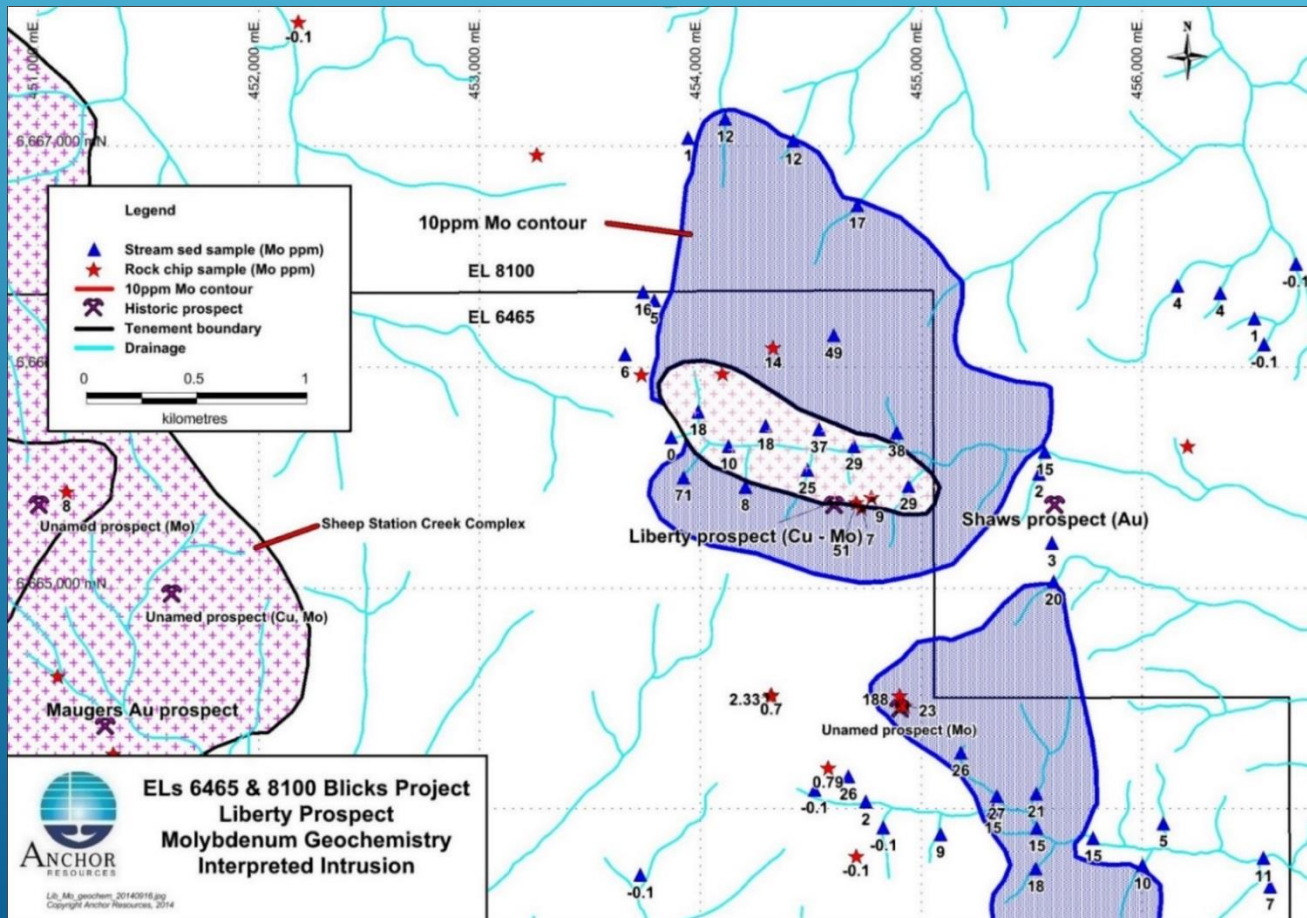 451,000 mE
452,000 mE
453,000 mE
454,000 mE
455,000 mE
456,000 mE
N
-0.1
6,667,000 mN
1
12
12
17
Legend
Stream sed sample (Mo ppm)
Rock chip sample (Mo ppm)
10ppm Mo contour
Historic prospect
Tenement boundary
Drainage
0 0.5 1
kilometres
10ppm Mo contour
EL 8100
EL 6465
16
5
6
14
49
4
4
-0.1
1
-0.1
6,66
18
0
10
18
37
29
38
71
8
25
29
15
2
8
Unamed prospect (Mo)
Sheep Station Creek Complex
9
Liberty prospect (Cu - Mo)
7
51
Shaws prospect (Au)
3
6,665,000 mN
20
Unamed prospect (Cu, Mo)
Maugers Au prospect
2.33
0.7
188
23
Unamed prospect (Mo)
26
0.79
-0.1
26
2
-0.1
9
-0.1
-0.1
27
15
21
15
18
15
10
5
11
7
ANCHOR
RESOURCES
ELs 6465 & 8100 Blicks Project
Liberty Prospect
Molybdenum Geochemistry
Interpreted Intrusion
Lib_Mo_geochem_20140916.jpg
Copyright Anchor Resources, 2014